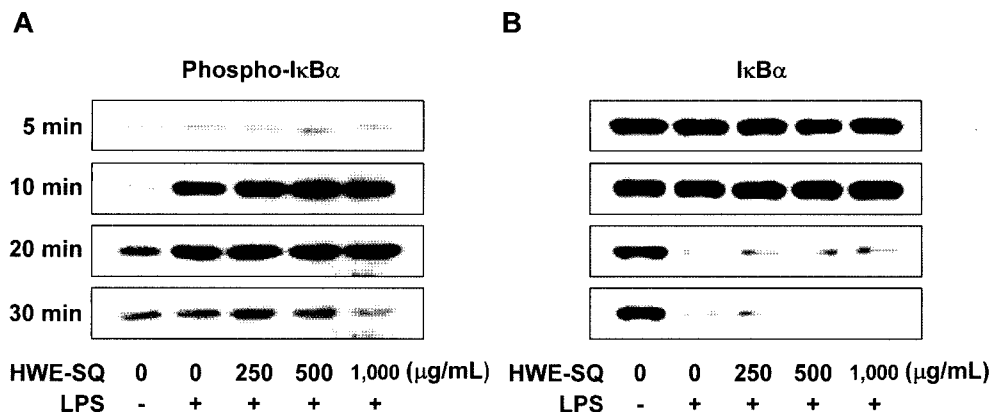 A
B
Phospho-IκBα
IκBα
5 min
10 min
20 min
30 min
HWE-SQ 0 0 250 500 1,000 (μg/mL)
LPS - + + + +
HWE-SQ 0 0 250 500 1,000 (μg/mL)
LPS - + + + +